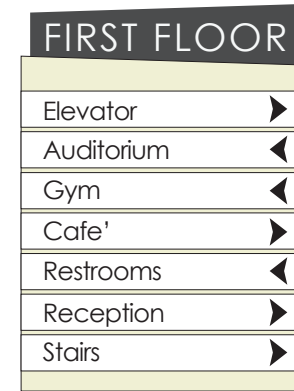 FIRST FLOOR
Elevator
Auditorium
Gym
Cafe'
Restrooms
Reception
Stairs